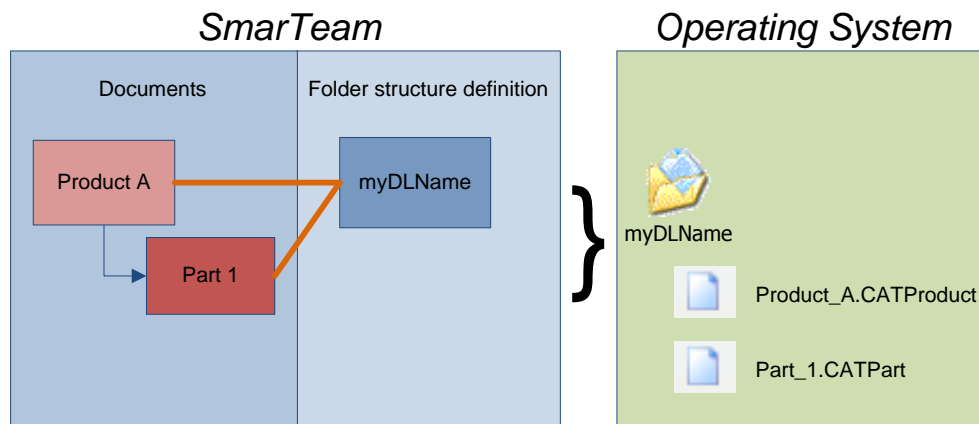 SmarTeam
Operating System
Documents
Folder structure definition
Product A
myDLName
Part 1
}
myDLName
Product_A.CATProduct
Part_1.CATPart